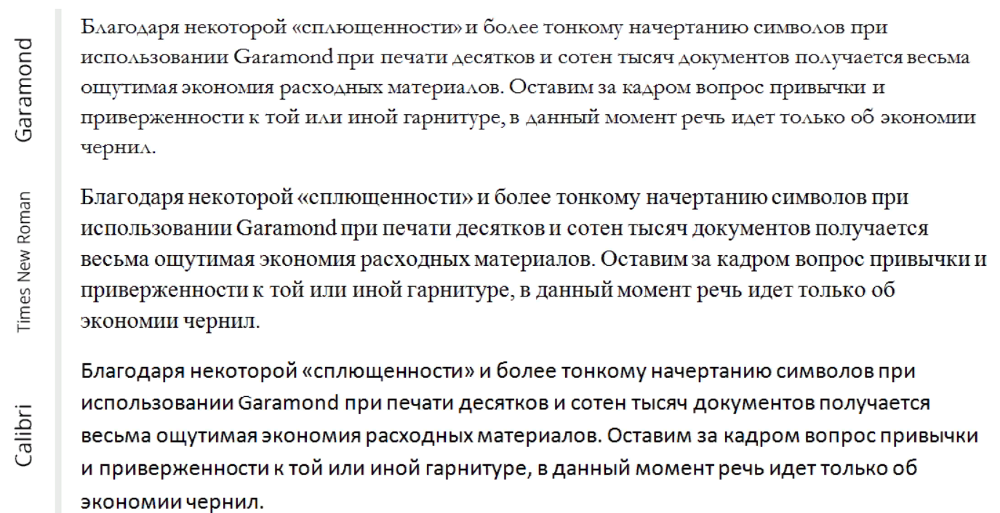 Garamond
Благодаря некоторой «сплющенности» и более тонкому начертанию символов при
использовании Garamond при печати десятков и сотен тысяч документов получается весьма
ощутимая экономия расходных материалов. Оставим за кадром вопрос привычки и
приверженности к той или иной гарнитуре, в данный момент речь идет только об экономии
чернил.
Times New Roman
Благодаря некоторой «сплющенности» и более тонкому начертанию символов при
использовании Garamond при печати десятков и сотен тысяч документов получается
весьма ощутимая экономия расходных материалов. Оставим за кадром вопрос привычки и
приверженности к той или иной гарнитуре, в данный момент речь идет только об
экономии чернил.
Calibri
Благодаря некоторой «сплющенности» и более тонкому начертанию символов при
использовании Garamond при печати десятков и сотен тысяч документов получается
весьма ощутимая экономия расходных материалов. Оставим за кадром вопрос привычки
и приверженности к той или иной гарнитуре, в данный момент речь идет только об
экономии чернил.